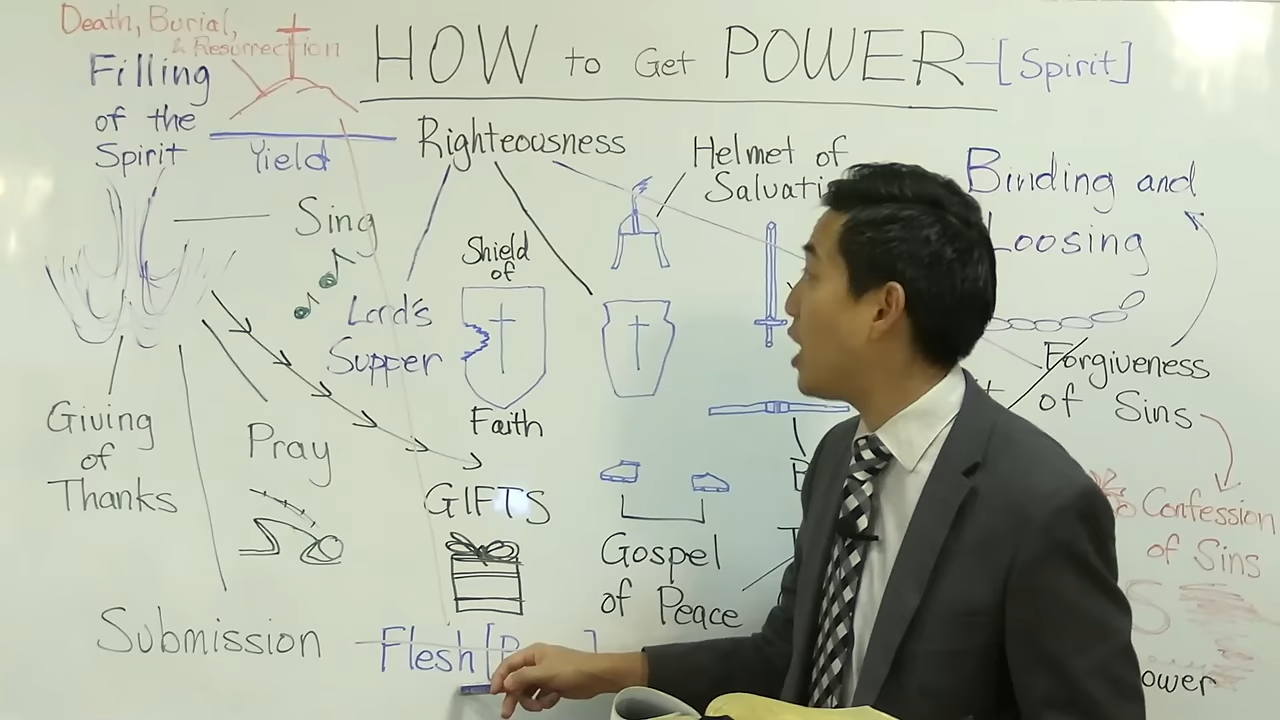 Death, Burial,
& Resurrection
HOW to Get POWER-[Spirit]
Filling
of the
Spirit
Yield
Righteousness
Helmet of
Binding and
Loosing
Sing
Shield
of
Faith
Lord's
Supper
Forgiveness
of Sins
Giving
of
Thanks
Pray
GIFTS
Gospel
of Peace
Confession
of Sins
Submission
Flesh